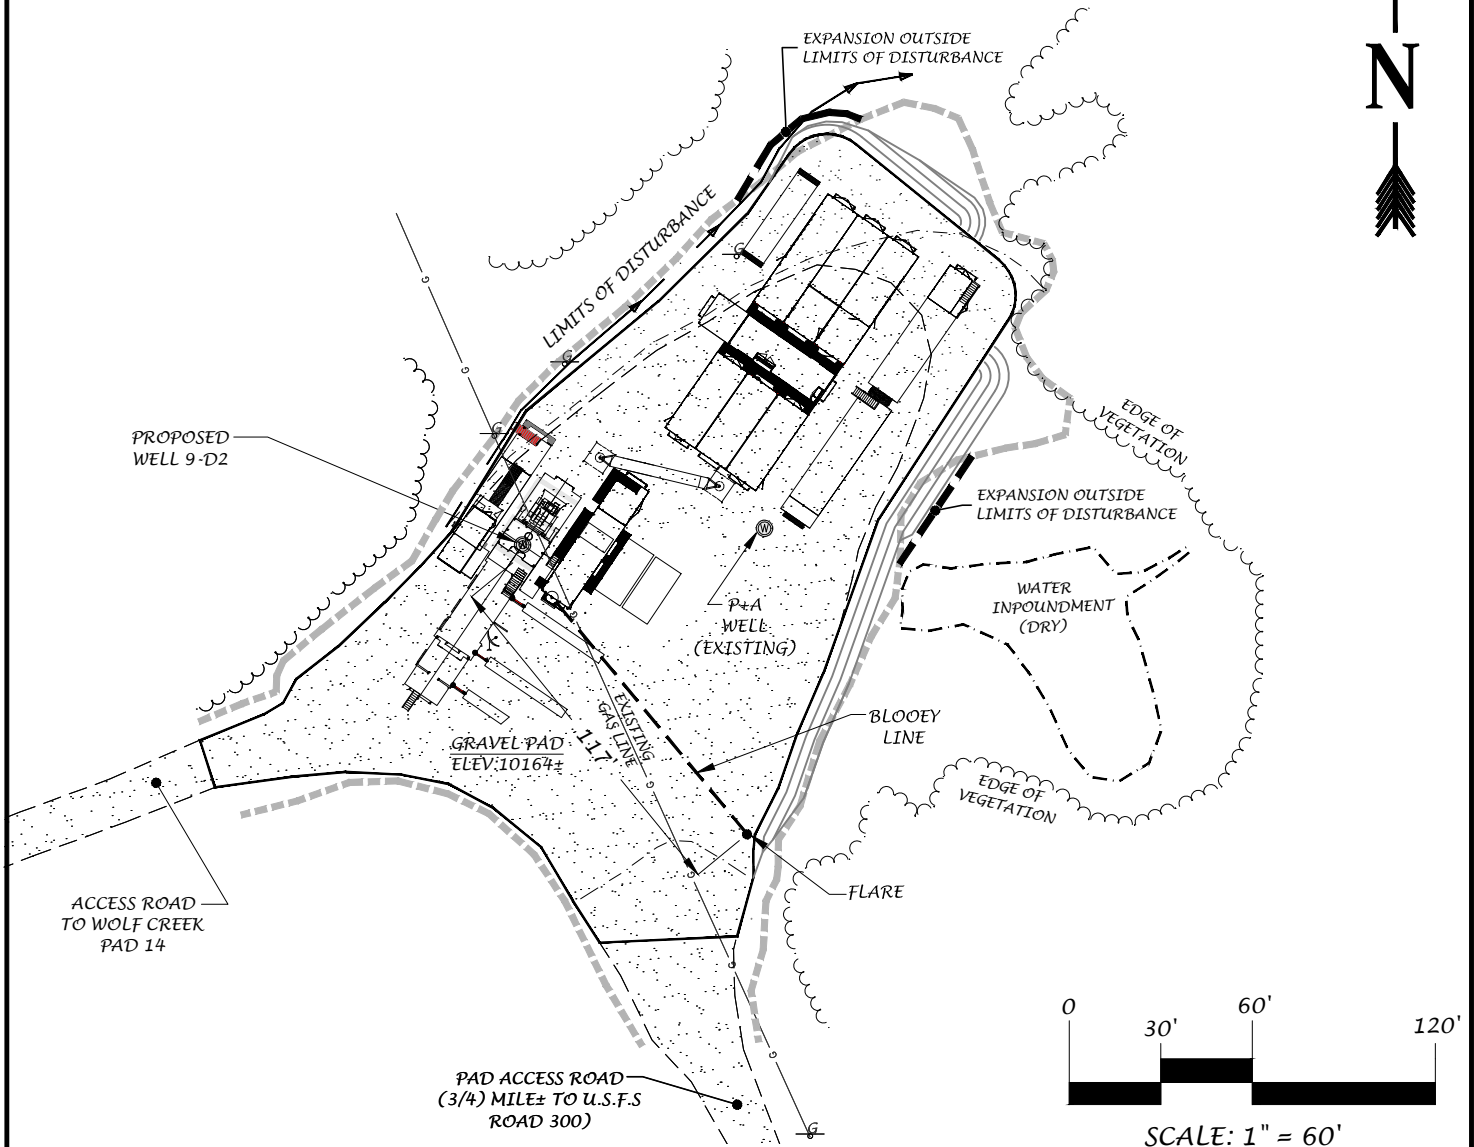 EXPANSION OUTSIDE
LIMITS OF DISTURBANCE
N
LIMITS OF DISTURBANCE
G
G
G
G
G
PROPOSED
WELL 9-D2
EDGE OF
VEGETATION
EXPANSION OUTSIDE
LIMITS OF DISTURBANCE
W
W
WATER
INPOUNDMENT
(DRY)
P+A
WELL
(EXISTING)
G
EXISTING
GAS LINE
117'
BLOOEY
LINE
GRAVEL PAD
ELEV:10164±
G
EDGE OF
VEGETATION
G
FLARE
ACCESS ROAD
TO WOLF CREEK
PAD 14
G
G
PAD ACCESS ROAD
(3/4) MILE± TO U.S.F.S
ROAD 300)
G
0
30'
60'
120'
SCALE: 1" = 60'